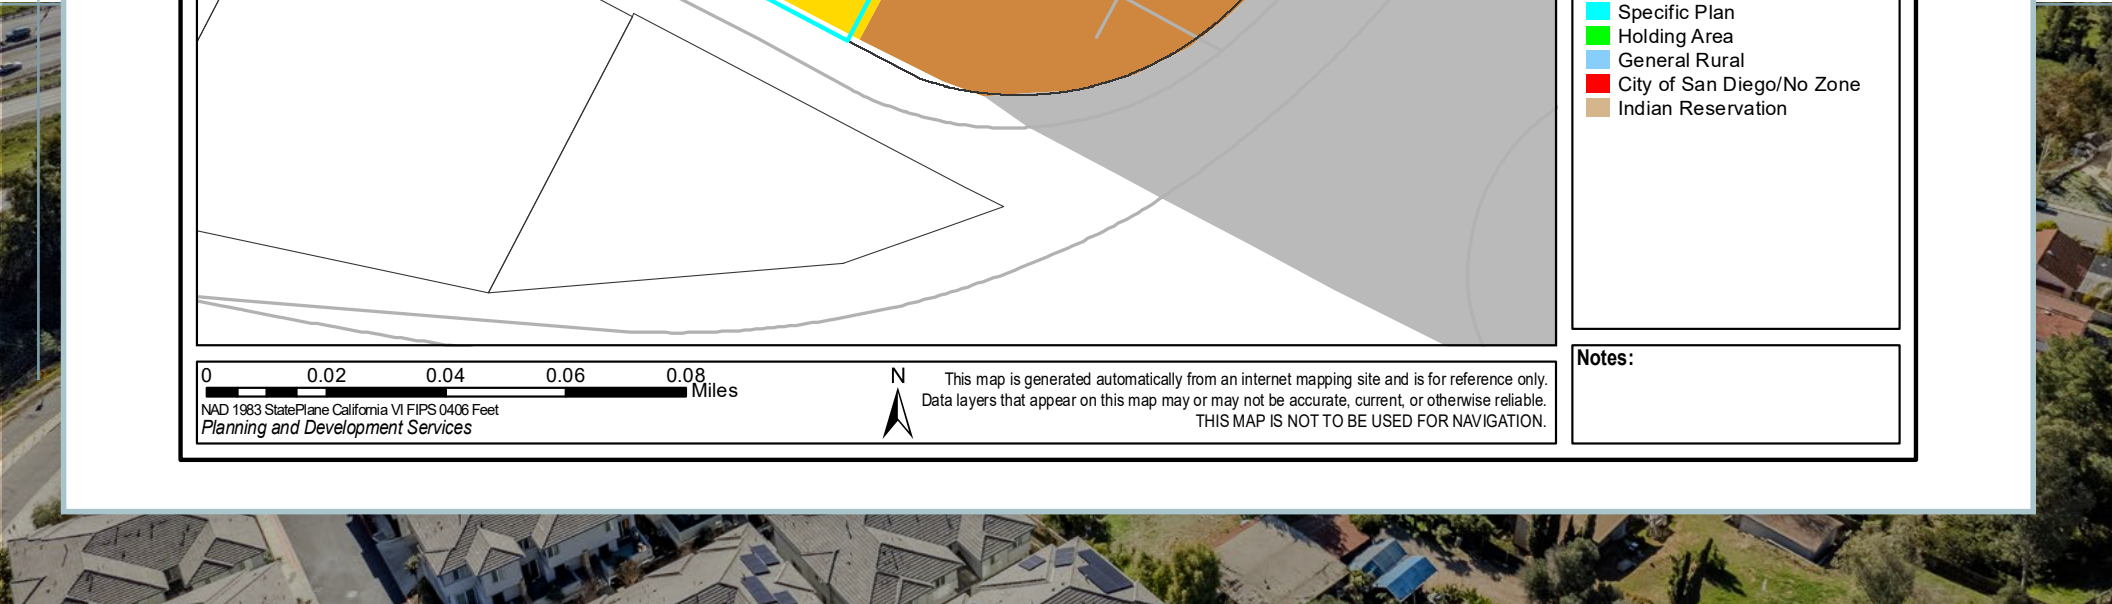 Specific Plan
Holding Area
General Rural
City of San Diego/No Zone
Indian Reservation
0 0.02 0.04 0.06 0.08
Miles
NAD 1983 StatePlane California VI FIPS 0406 Feet
Planning and Development Services
N
This map is generated automatically from an internet mapping site and is for reference only.
Data layers that appear on this map may or may not be accurate, current, or otherwise reliable.
THIS MAP IS NOT TO BE USED FOR NAVIGATION.
Notes: